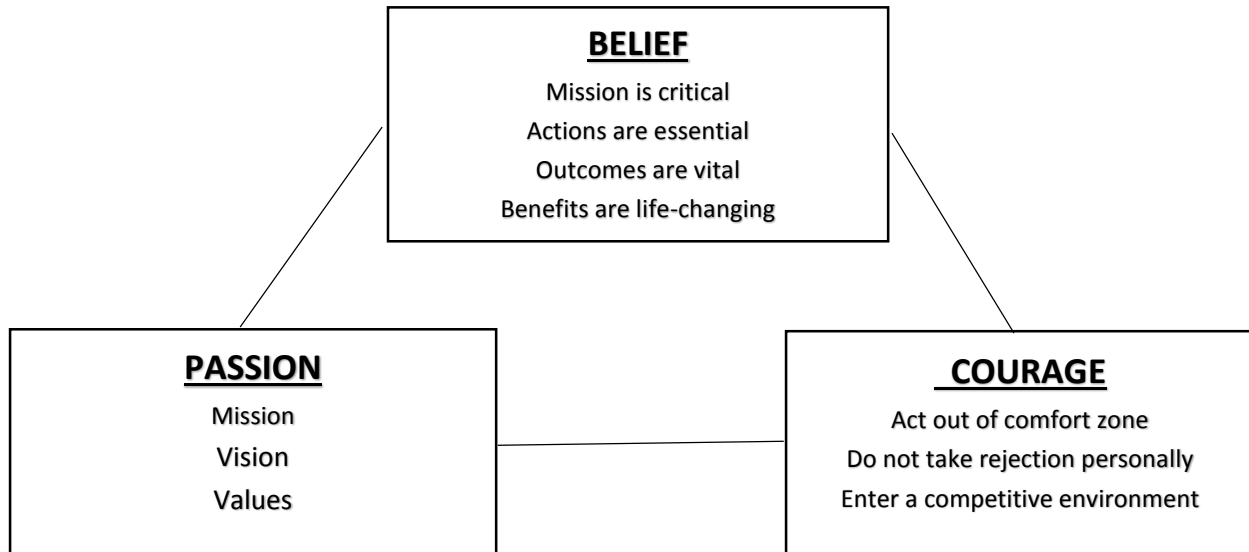 BELIEF
Mission is critical
Actions are essential
Outcomes are vital
Benefits are life-changing
PASSION
Mission
Vision
Values
COURAGE
Act out of comfort zone
Do not take rejection personally
Enter a competitive environment